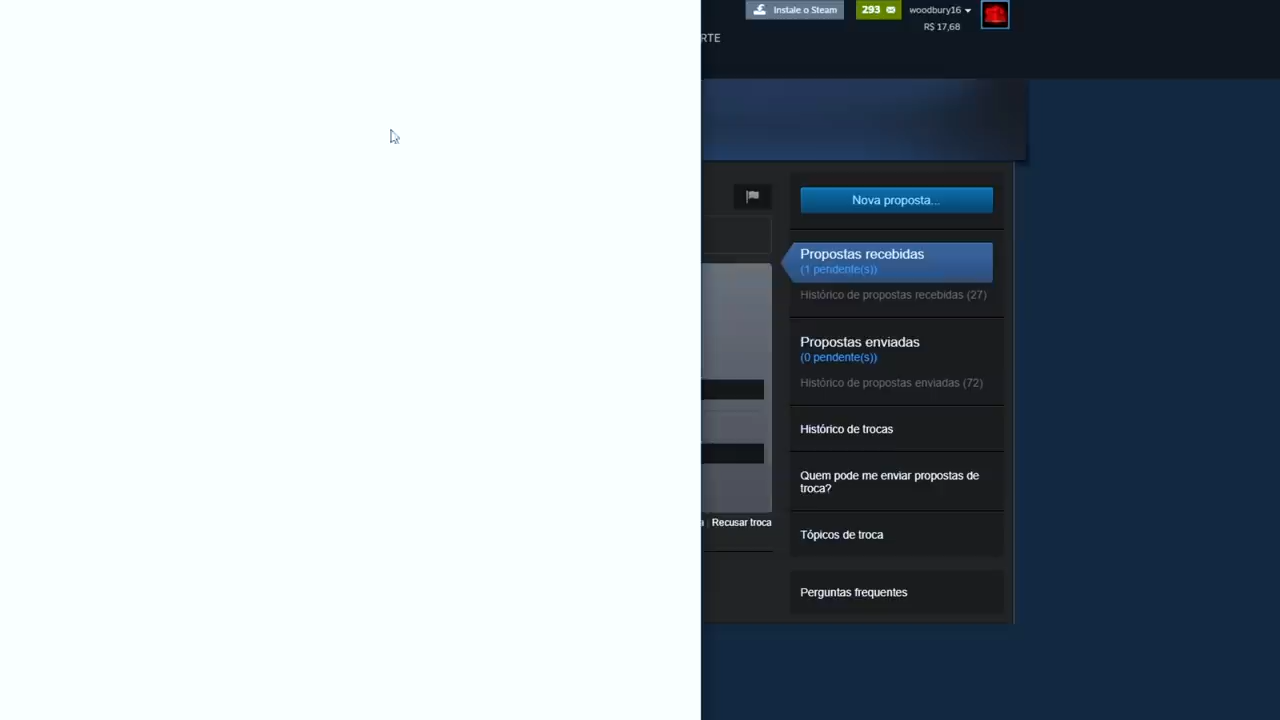 Instale o Steam
293
woodbury16
R$ 17,68
RTE
Nova proposta...
Propostas recebidas
(1 pendente(s))
Histórico de propostas recebidas (27)
Propostas enviadas
(0 pendente(s))
Histórico de propostas enviadas (72)
Histórico de trocas
Quem pode me enviar propostas de
troca?
a | Recusar troca
Tópicos de troca
Perguntas frequentes